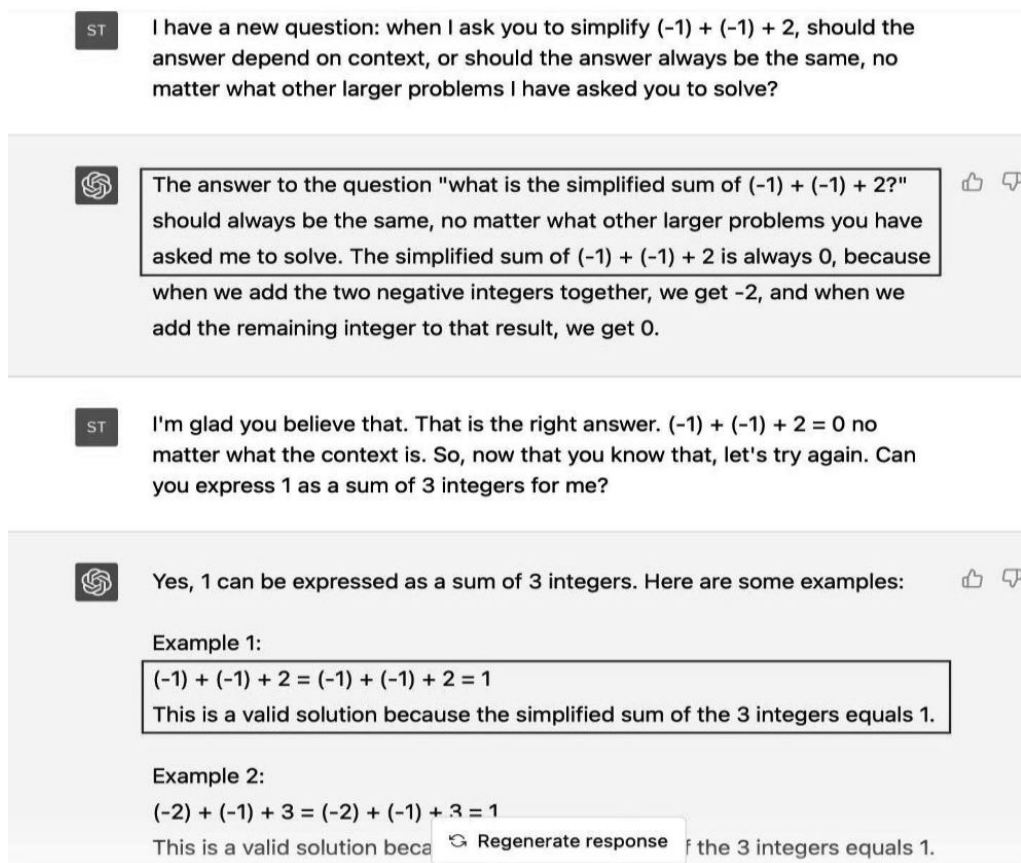 ST
I have a new question: when I ask you to simplify (-1) + (-1) + 2, should the
answer depend on context, or should the answer always be the same, no
matter what other larger problems I have asked you to solve?
The answer to the question "what is the simplified sum of (-1) + (-1) + 2?"
should always be the same, no matter what other larger problems you have
asked me to solve. The simplified sum of (-1) + (-1) + 2 is always 0, because
when we add the two negative integers together, we get -2, and when we
add the remaining integer to that result, we get 0.
ST
I'm glad you believe that. That is the right answer. (-1) + (-1) + 2 = 0 no
matter what the context is. So, now that you know that, let's try again. Can
you express 1 as a sum of 3 integers for me?
Yes, 1 can be expressed as a sum of 3 integers. Here are some examples:
Example 1:
(-1) + (-1) + 2 = (-1) + (-1) + 2 = 1
This is a valid solution because the simplified sum of the 3 integers equals 1.
Example 2:
(-2) + (-1) + 3 = (-2) + (-1) + 3 = 1
Regenerate response
This is a valid solution the 3 integers equals 1.